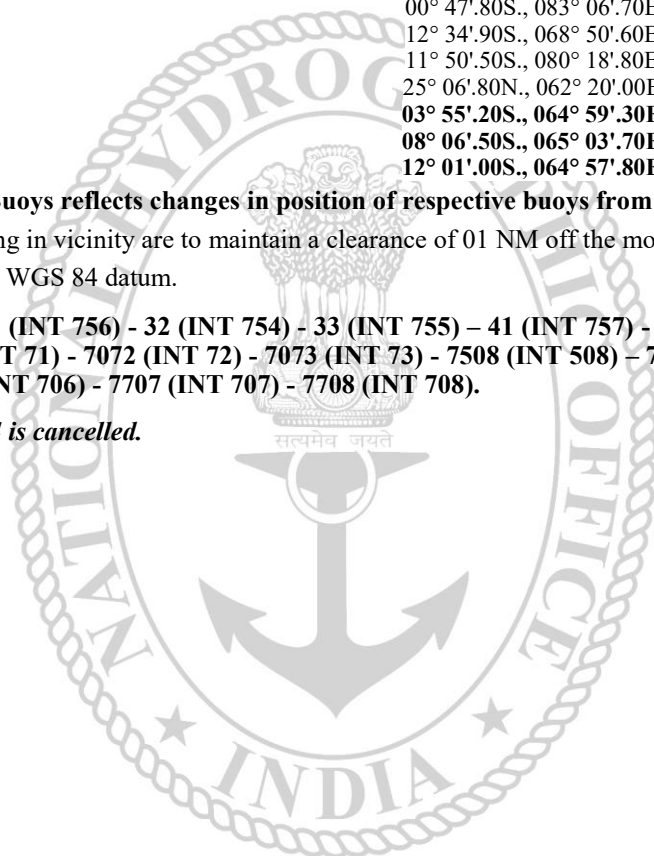 00° 47'.80S., 083° 06'.70E
12° 34'.90S., 068° 50'.60E
11° 50'.50S., 080° 18'.80E
25° 06'.80N., 062° 20'.00E
03° 55'.20S., 064° 59'.30E
08° 06'.50S., 065° 03'.70E
12° 01'.00S., 064° 57'.80E
Buoys reflects changes in position of respective buoys from
ng in vicinity are to maintain a clearance of 01 NM off the mo
WGS 84 datum.
(INT 756) - 32 (INT 754) - 33 (INT 755) – 41 (INT 757) -
T 71) - 7072 (INT 72) - 7073 (INT 73) - 7508 (INT 508) – 7
NT 706) - 7707 (INT 707) - 7708 (INT 708).
is cancelled.
सत्यमेव जयते
NATIONAL HYDROGRAPHIC OFFICE
INDIA